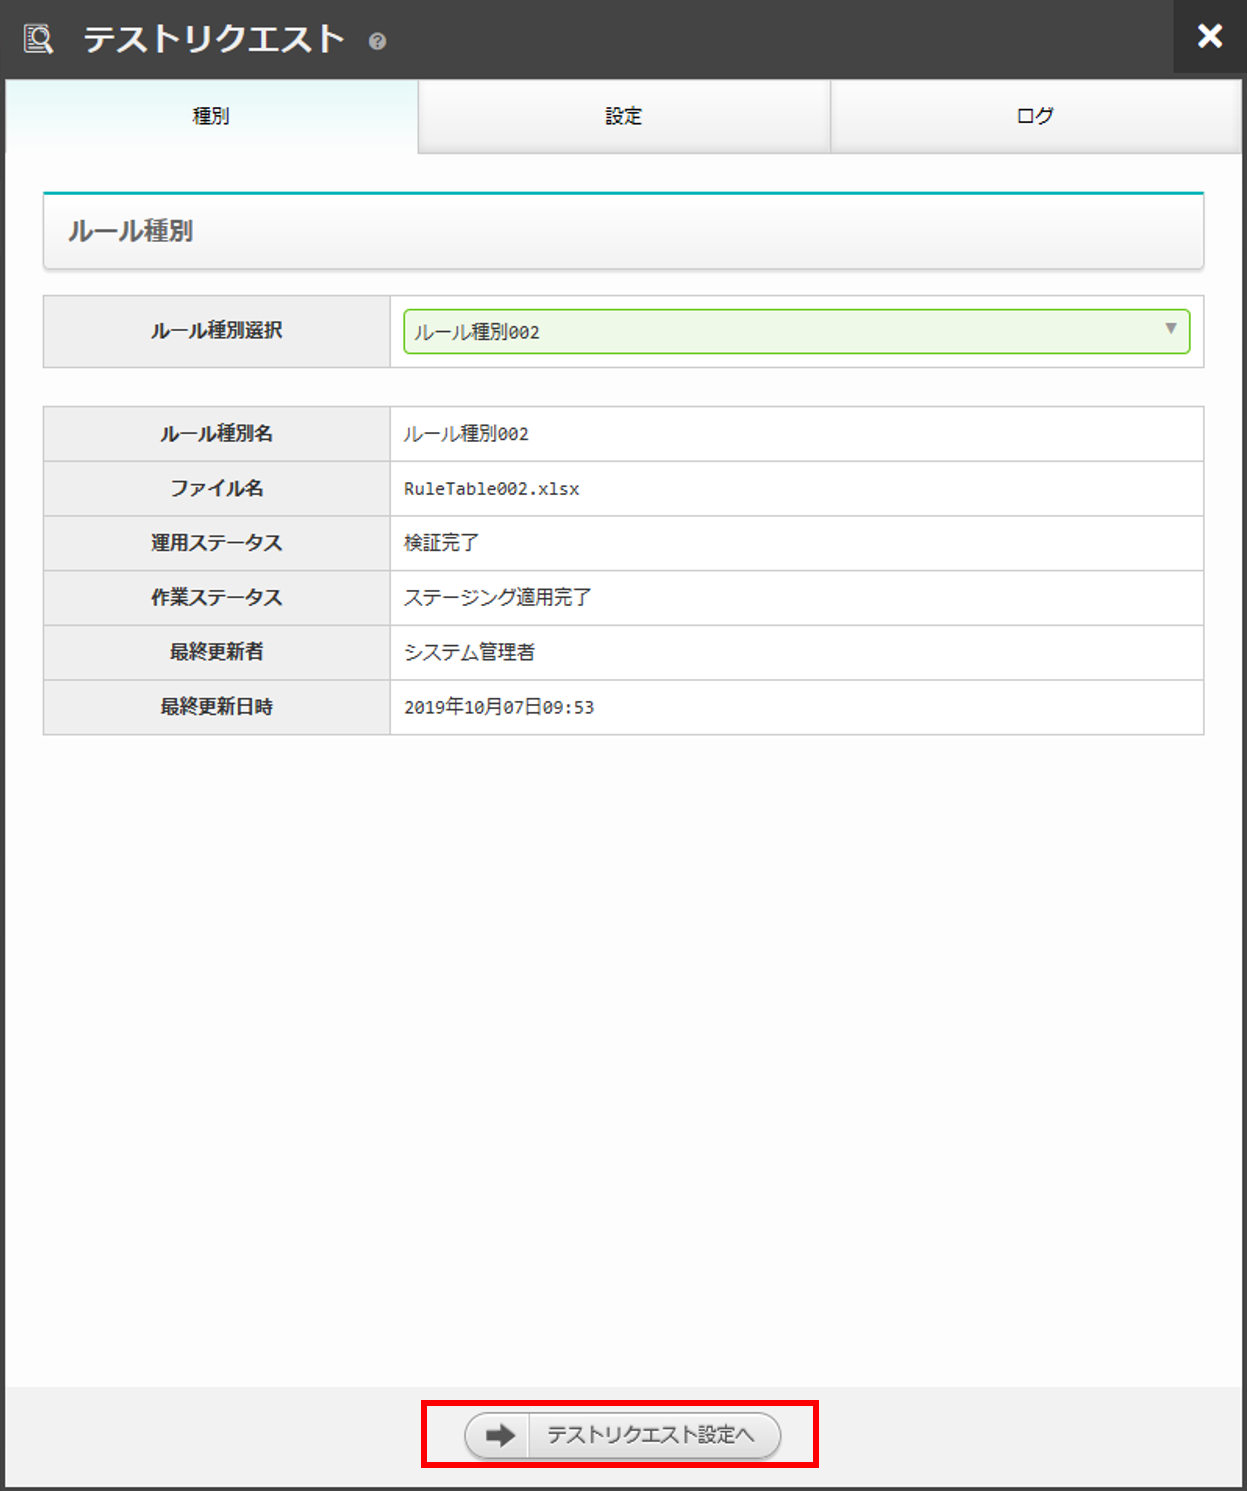 テストリクエスト ?
種別 設定 ログ
ルール種別
ルール種別選択 ルール種別002 ▼
ルール種別名 ルール種別002
ファイル名 RuleTable002.xlsx
運用ステータス 検証完了
作業ステータス ステージング適用完了
最終更新者 システム管理者
最終更新日時 2019年10月07日09:53
テストリクエスト設定へ